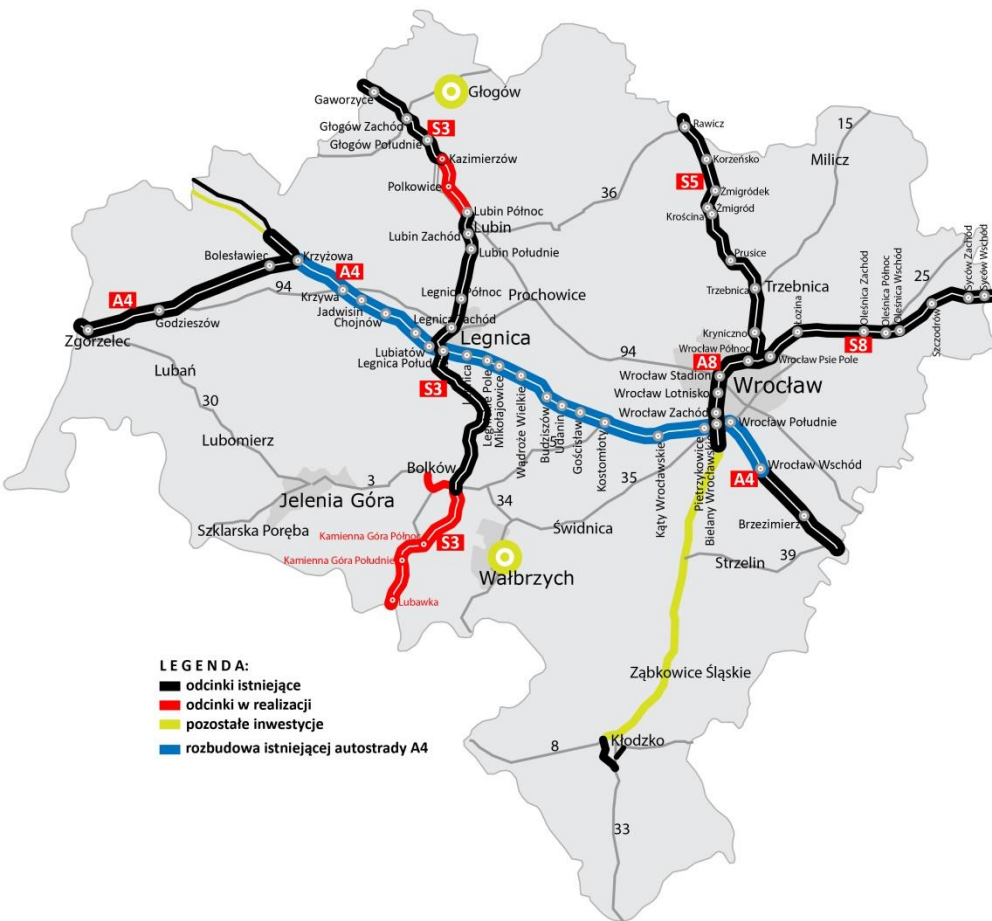 Gaworzyce
Głogów
Głogów Zachód
S3
Głogów Południe
Kazimierzów
Polkowice
Lubin Północ
Lubin
Lubin Zachód
Lubin Południe
36
Rawicz
Korzeńsko
S5
Żmigródek
Żmigród
Krościna
Prusice
Trzebnica
Trzebnica
15
Milicz
Bolesławiec
Krzyżowa
A4
A4
94
Krzywa
Jadwisin
Chojnów
Godzieszów
Zgorzelec
Legnica Północ
Legnica Zachód
Legnica
Prochowice
Lubiatów
Legnica Połud
S3
Legnickie Pole
Mikołajowice
Wądroże Wielkie
Budziszów
Udanin
Gościsław
Kostomłoty
Kąty Wrocławskie
Pietrzykowice
Bielany Wrocławskie
5
94
Kryniczno
Wrocław Północ
A8
Wrocław Stadion
Wrocław
Wrocław Lotnisko
Wrocław Zachód
Wrocław Psie Pole
Wrocław Południe
Wrocław Wschód
A4
Łozina
Oleśnica Zachód
Oleśnica Północ
Oleśnica Wschód
S8
25
Szczodrów
Syców Zachód
Syców Wschód
Lubań
30
Lubomierz
Bolków
3
Jelenia Góra
Szklarska Poręba
34
35
Świdnica
Kamienna Góra Północ
S3
Kamienna Góra Południe
Lubawka
Wałbrzych
Brzezimierz
39
Strzelin
Ząbkowice Śląskie
8
Kłodzko
33
LEGENDA:
odcinki istniejące
odcinki w realizacji
pozostałe inwestycje
rozbudowa istniejącej autostrady A4